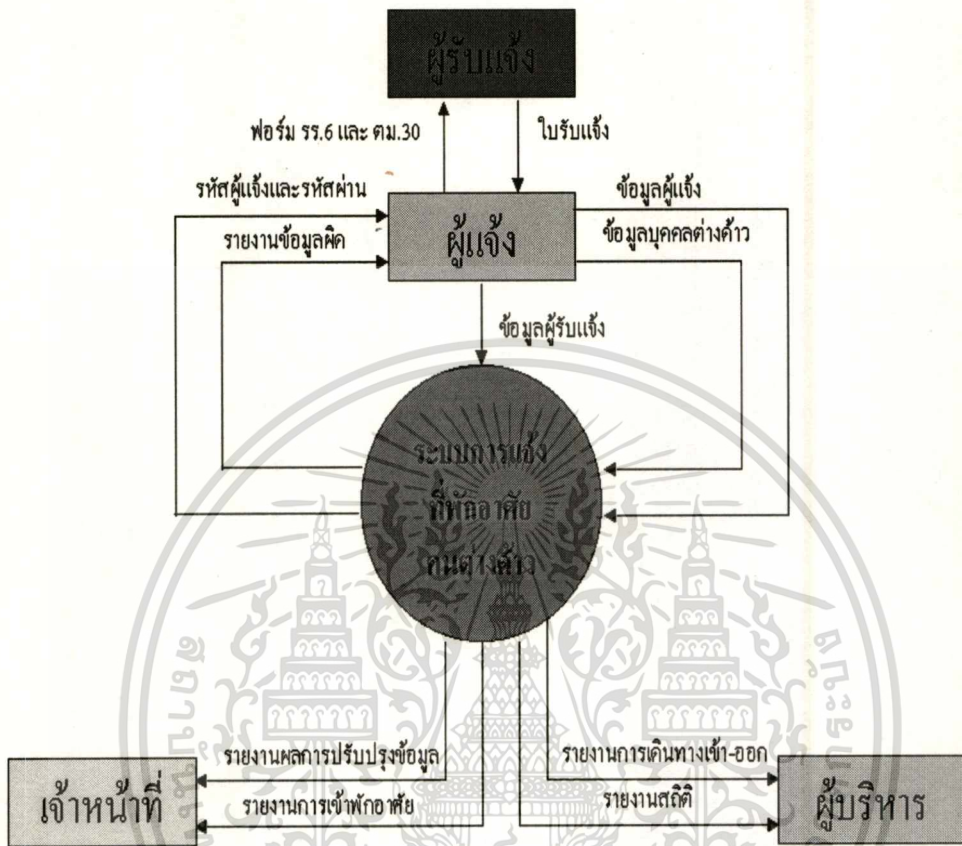 ผู้รับแจ้ง
ฟอร์ม รร.6 และ ตม.30
ใบรับแจ้ง
รหัสผู้แจ้งและรหัสผ่าน
ข้อมูลผู้แจ้ง
รายงานข้อมูลผิด
ผู้แจ้ง
ข้อมูลบุคคลต่างด้าว
ข้อมูลผู้รับแจ้ง
ระบบการแจ้ง
ที่พักอาศัย
คนต่างด้าว
รายงานผลการปรับปรุงข้อมูล
รายงานการเดินทางเข้า-ออก
เจ้าหน้าที่
รายงานการเข้าพักอาศัย
รายงานสถิติ
ผู้บริหาร